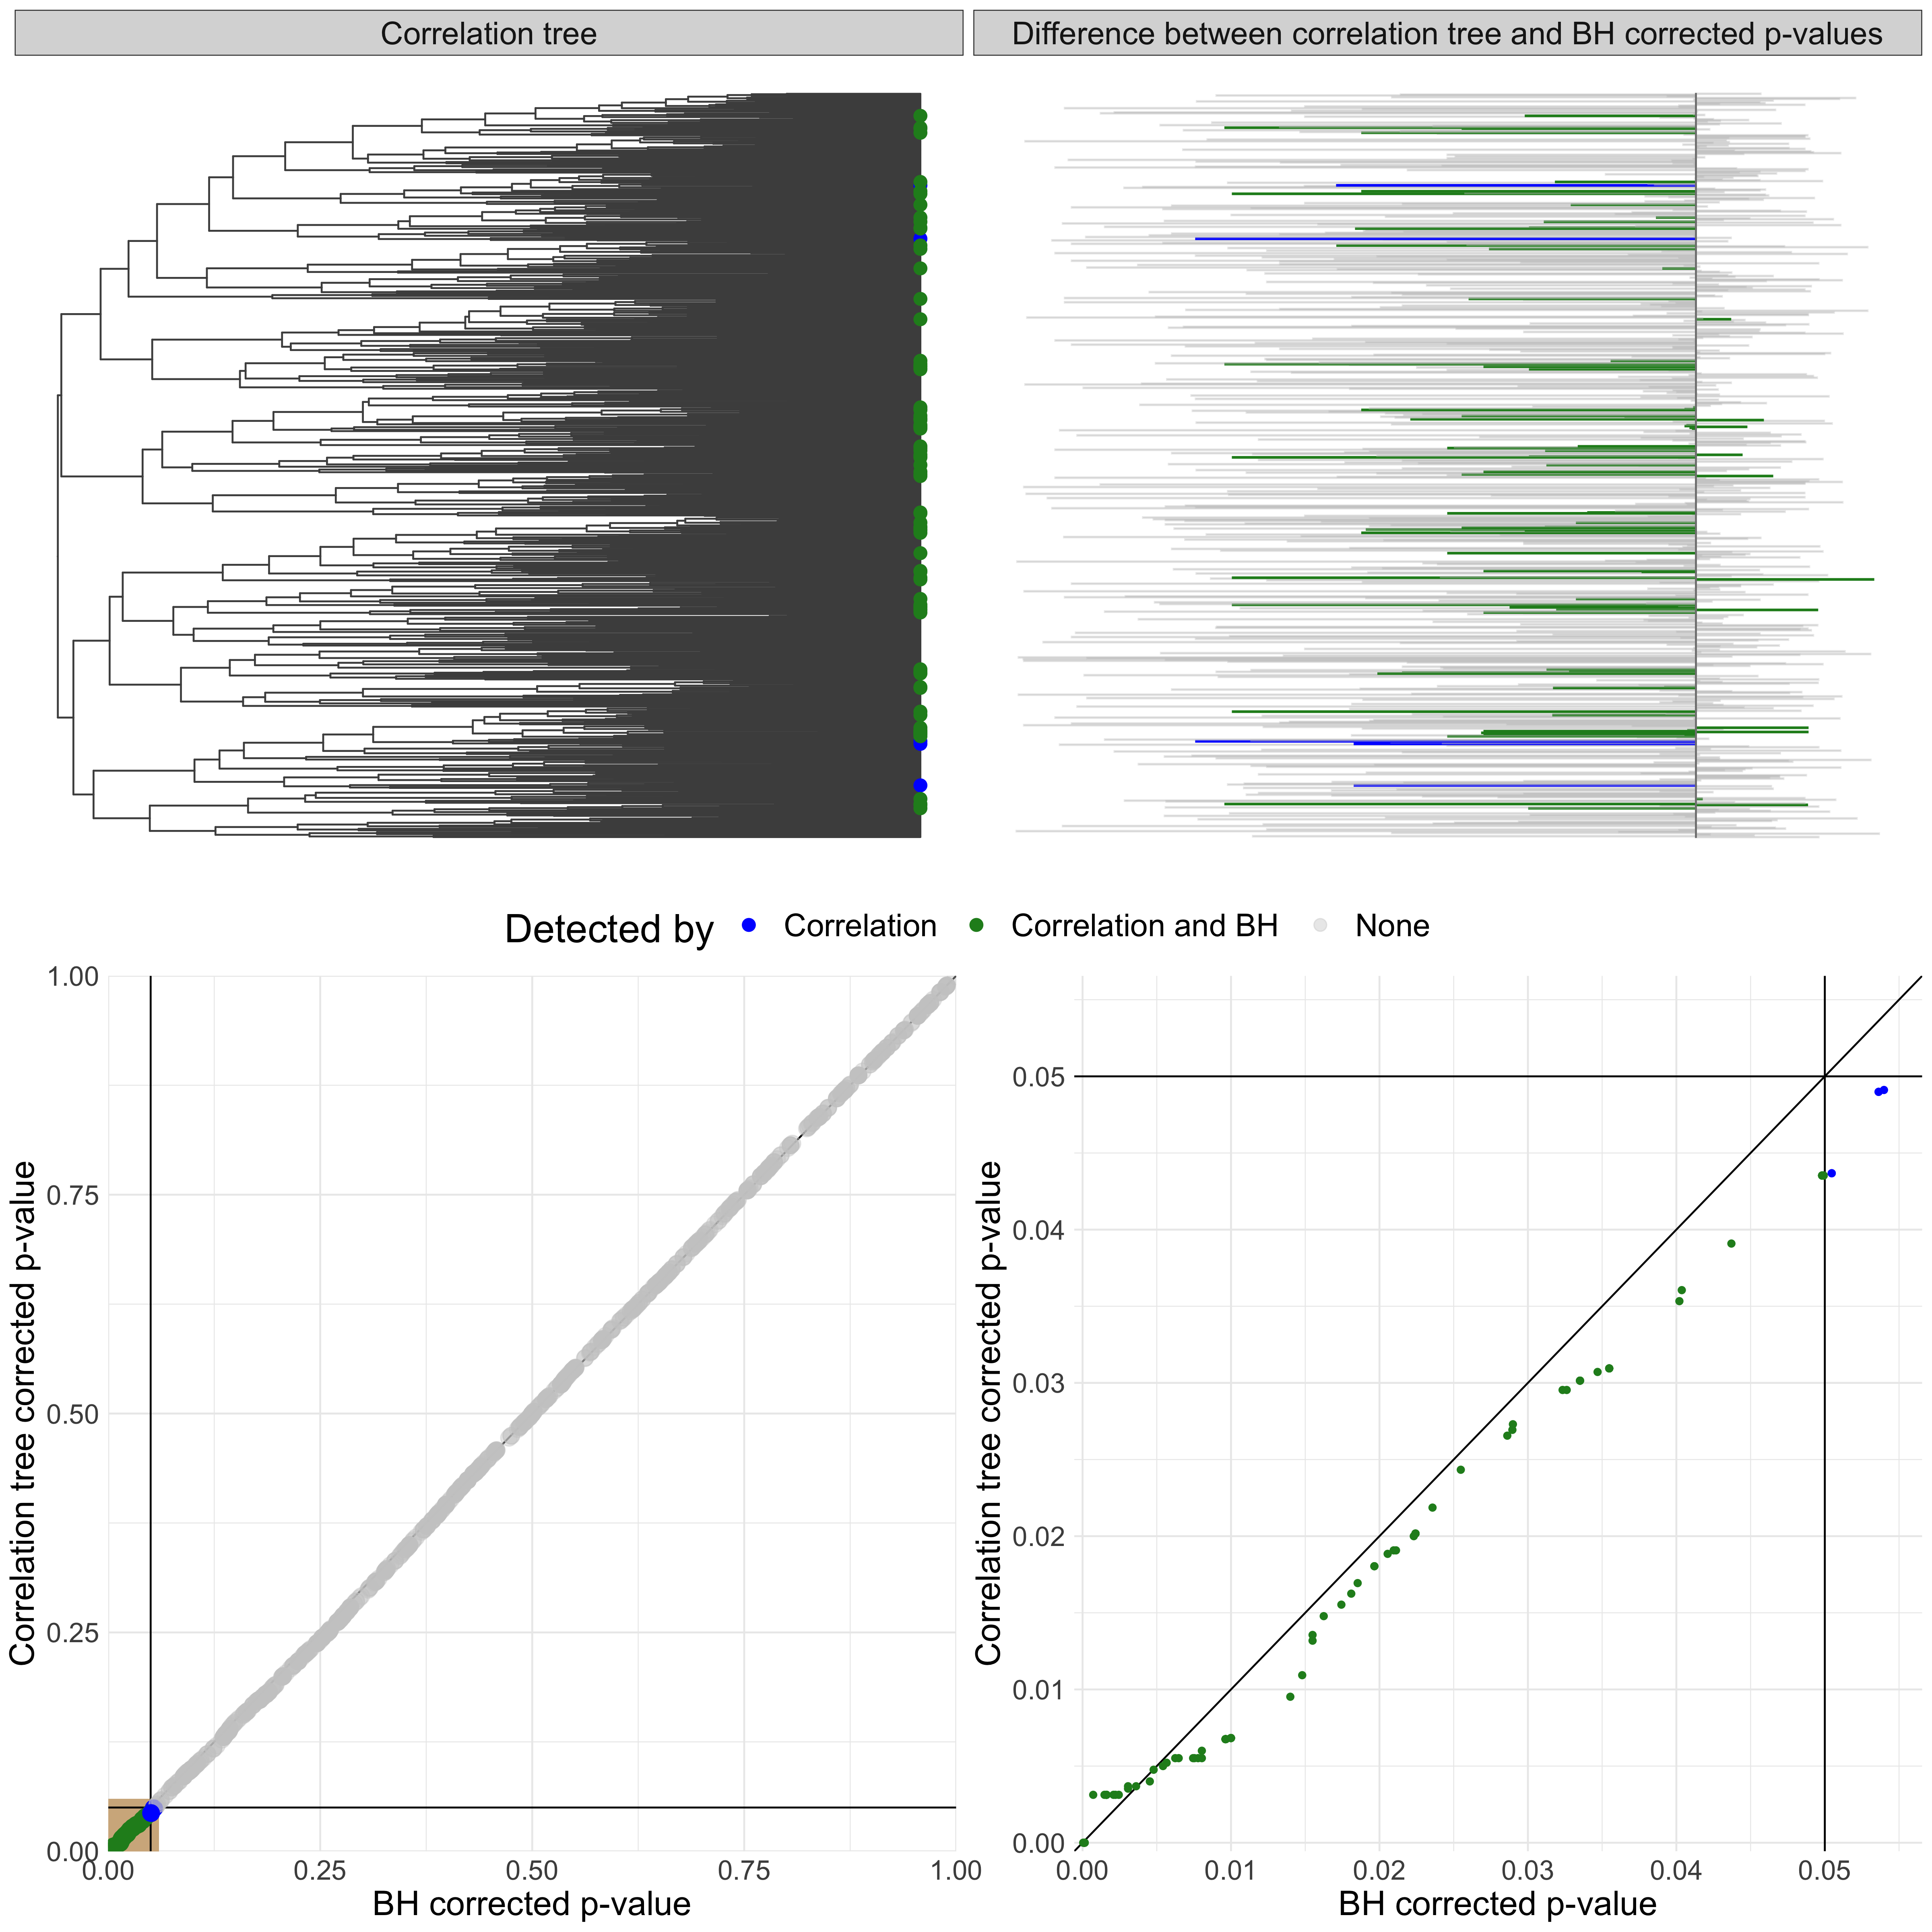 Correlation tree
Difference between correlation tree and BH corrected p-values
Detected by Correlation Correlation and BH None
1.00
0.75
0.50
0.25
0.00
Correlation tree corrected p-value
0.00 0.25 0.50 0.75 1.00
BH corrected p-value
0.05
0.04
0.03
0.02
0.01
0.00
Correlation tree corrected p-value
0.00 0.01 0.02 0.03 0.04 0.05
BH corrected p-value